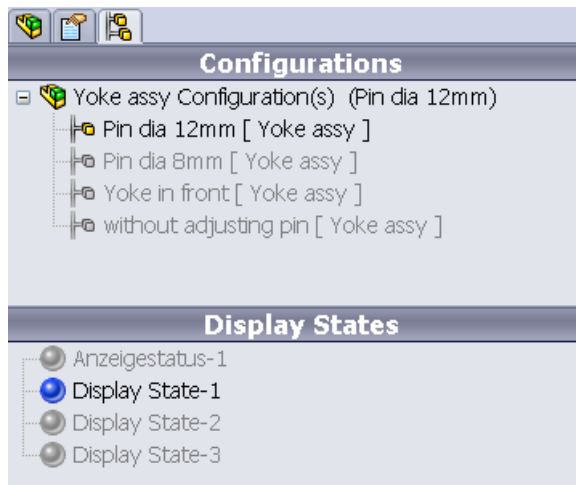 Configurations
Yoke assy Configuration(s) (Pin dia 12mm)
Pin dia 12mm [ Yoke assy ]
Pin dia 8mm [ Yoke assy ]
Yoke in front [ Yoke assy ]
without adjusting pin [ Yoke assy ]
Display States
Anzeigestatus-1
Display State-1
Display State-2
Display State-3